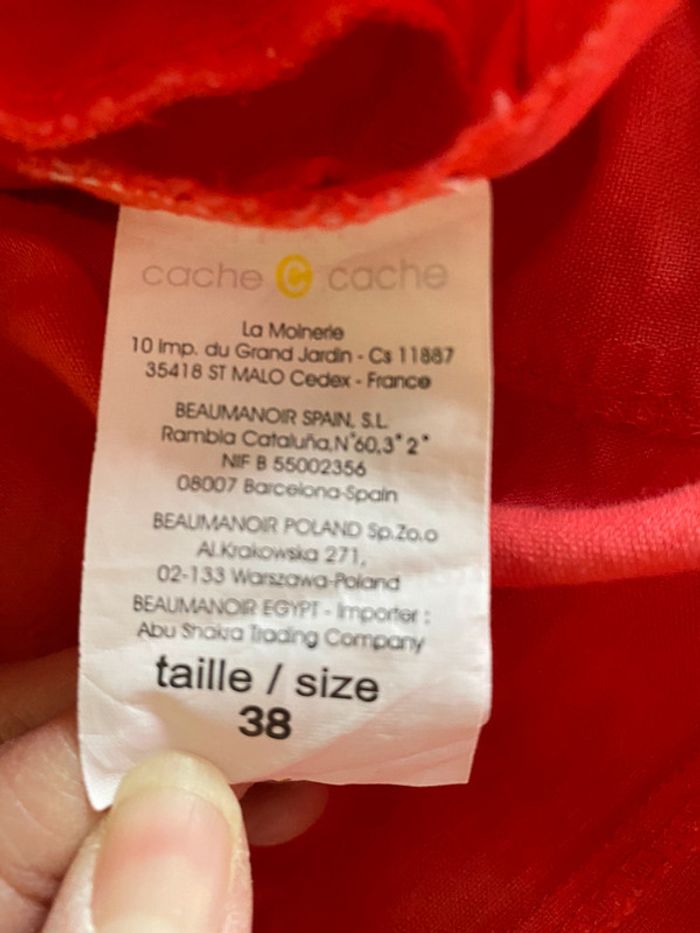 cache C cache
La Moinerie
10 Imp. du Grand Jardin - Cs 11887
35418 ST MALO Cedex - France
BEAUMANOIR SPAIN, S.L.
Rambla Cataluña,N°60,3° 2°
NIF B 55002356
08007 Barcelona-Spain
BEAUMANOIR POLAND Sp.Zo.o
Al.Krakowska 271,
02-133 Warszawa-Poland
BEAUMANOIR EGYPT - Importer :
Abu Shakra Trading Company
taille / size
38